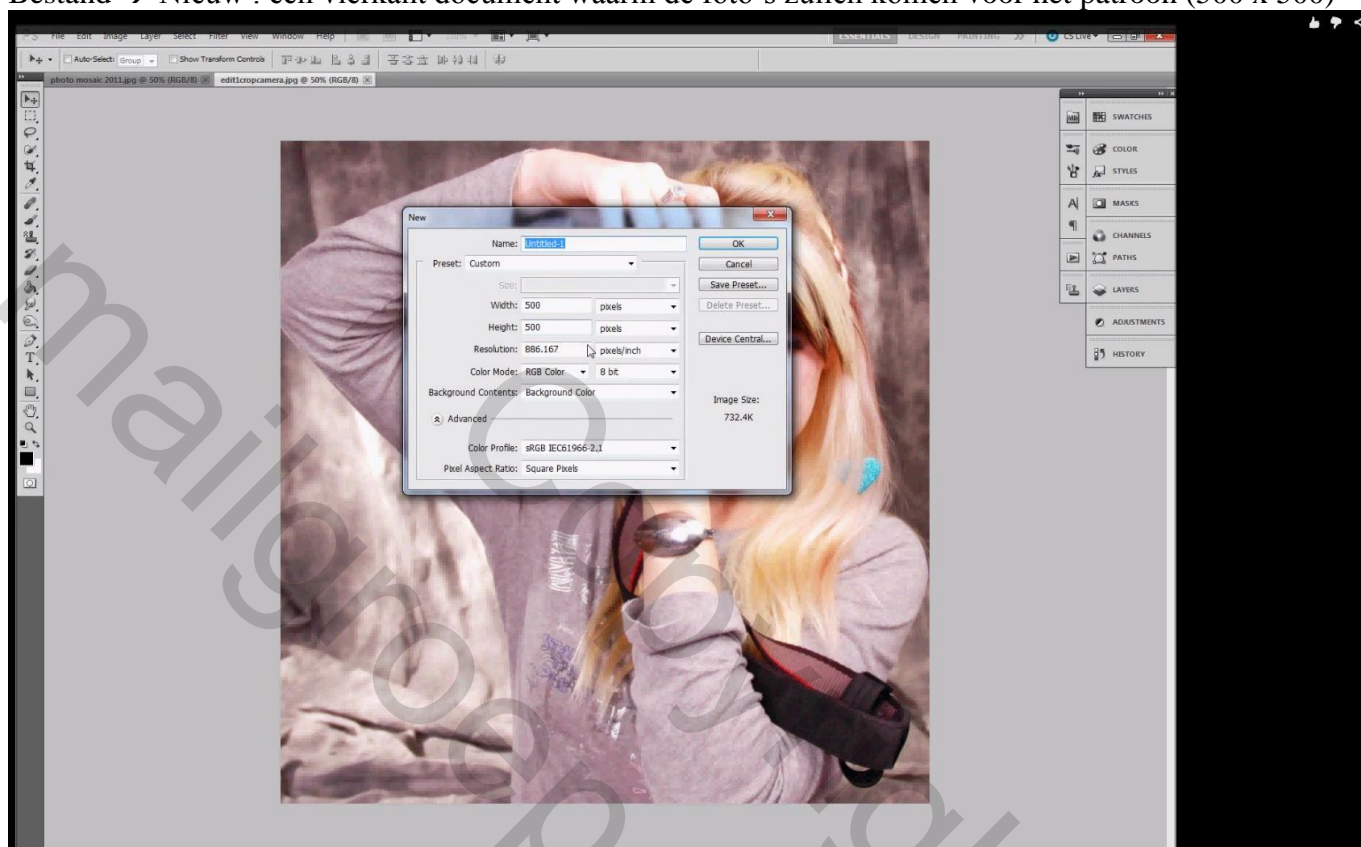 Bestand → Nieuw : een vierkant document waarin de foto's zullen komen voor het patroon (500 x 500)
File Edit Image Layer Select Filter View Window Help
ESSENTIALS DESIGN PAINTING CS Live
Auto-Select: Group Show Transform Controls
photo mosaic 2011.jpg @ 50% (RGB/8) edit1cropcamera.jpg @ 50% (RGB/8)
New
Name: Untitled-1 OK
Preset: Custom Cancel
Size: Save Preset...
Width: 500 pixels Delete Preset...
Height: 500 pixels
Device Central...
Resolution: 886.167 pixels/inch
Color Mode: RGB Color 8 bit
Background Contents: Background Color
Image Size:
732.4K
Advanced
Color Profile: sRGB IEC61966-2.1
Pixel Aspect Ratio: Square Pixels
SWATCHES
COLOR
STYLES
MASKS
CHANNELS
PATHS
LAYERS
ADJUSTMENTS
HISTORY